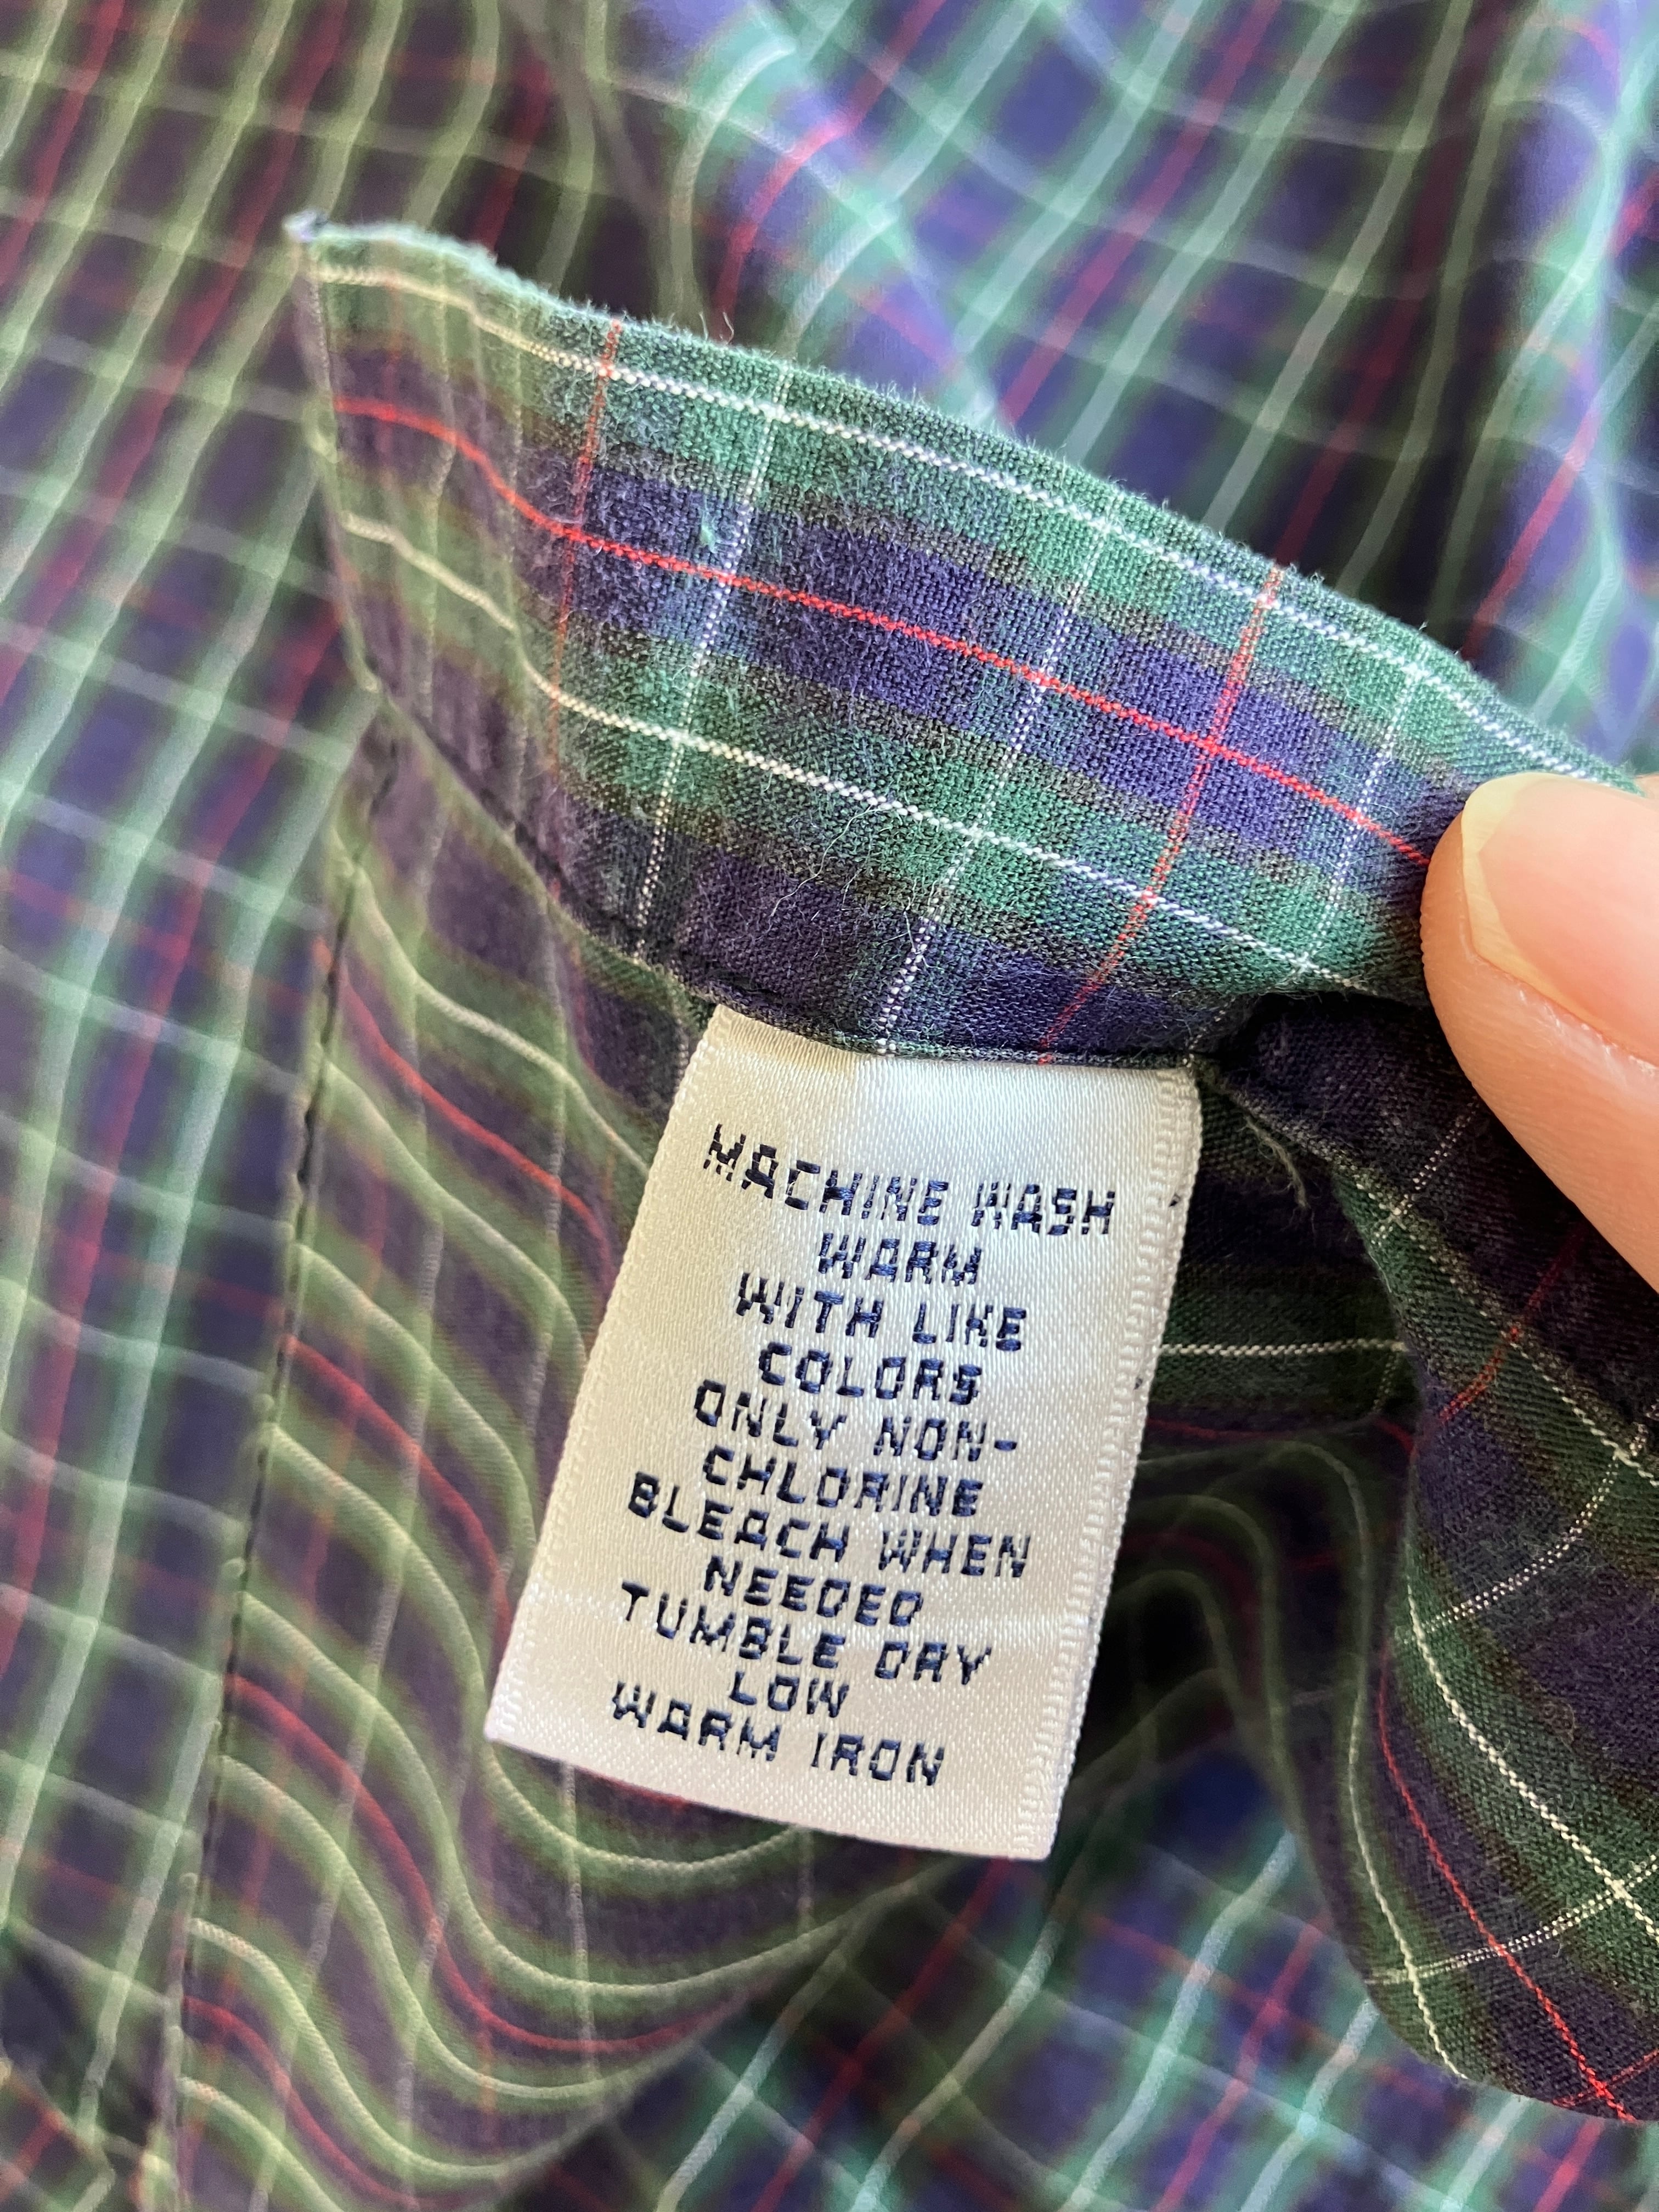 MACHINE WASH
WARM
WITH LIKE
COLORS
ONLY NON-
CHLORINE
BLEACH WHEN
NEEDED
TUMBLE DRY
LOW
WARM IRON